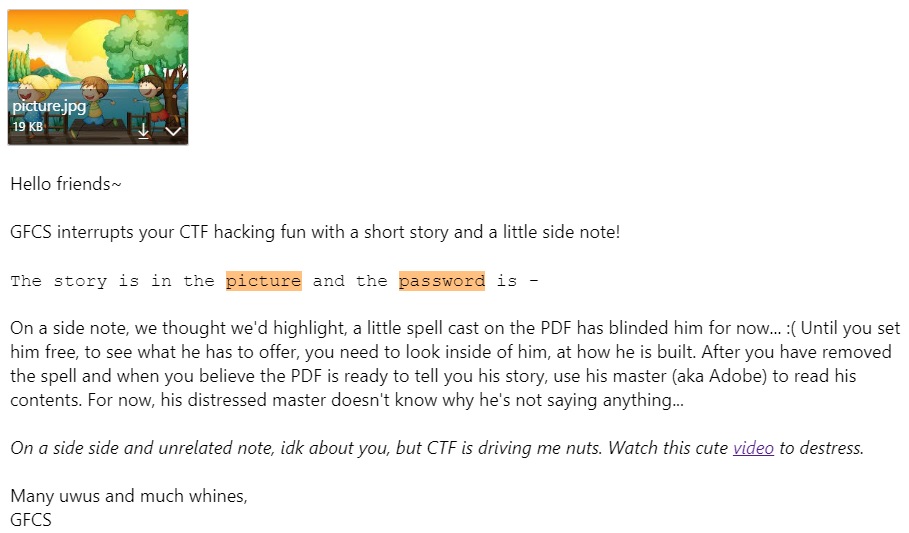 picture.jpg
19 KB
Hello friends~
GFCS interrupts your CTF hacking fun with a short story and a little side note!
The story is in the picture and the password is -
On a side note, we thought we'd highlight, a little spell cast on the PDF has blinded him for now... :( Until you set
him free, to see what he has to offer, you need to look inside of him, at how he is built. After you have removed
the spell and when you believe the PDF is ready to tell you his story, use his master (aka Adobe) to read his
contents. For now, his distressed master doesn't know why he's not saying anything...
On a side side and unrelated note, idk about you, but CTF is driving me nuts. Watch this cute video to destress.
Many uwus and much whines,
GFCS